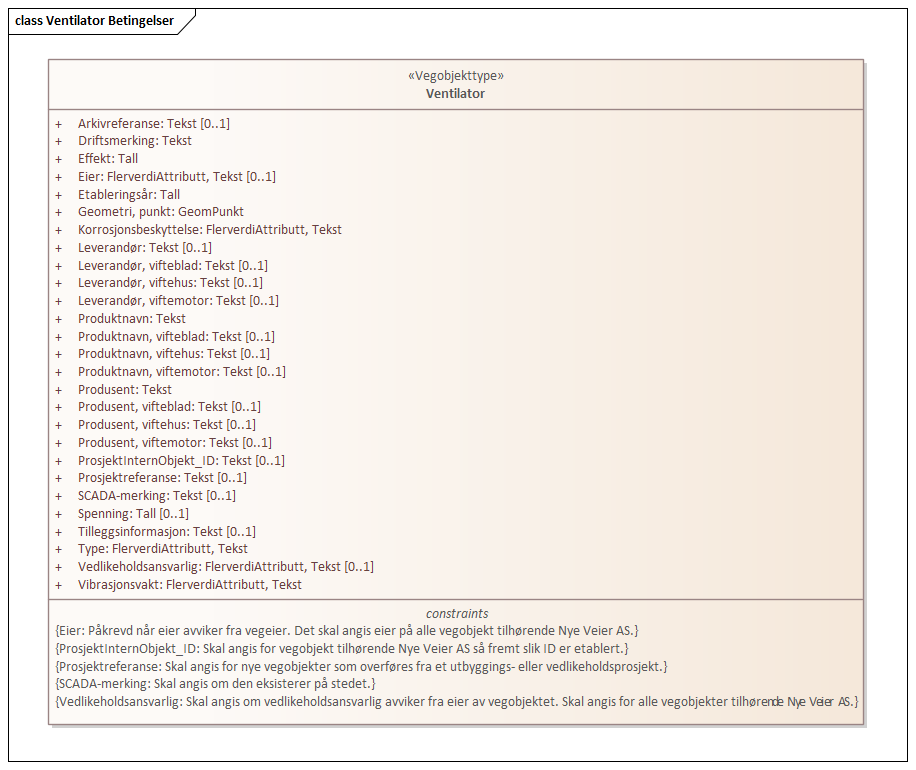 class Ventilator Betingelser
«Vegobjekttype»
Ventilator
+ Arkivreferanse: Tekst [0..1]
+ Driftsmerking: Tekst
+ Effekt: Tall
+ Eier: FlerverdiAttributt, Tekst [0..1]
+ Etableringsår: Tall
+ Geometri, punkt: GeomPunkt
+ Korrosjonsbeskyttelse: FlerverdiAttributt, Tekst
+ Leverandør: Tekst [0..1]
+ Leverandør, vifteblad: Tekst [0..1]
+ Leverandør, viftehus: Tekst [0..1]
+ Leverandør, viftemotor: Tekst [0..1]
+ Produktnavn: Tekst
+ Produktnavn, vifteblad: Tekst [0..1]
+ Produktnavn, viftehus: Tekst [0..1]
+ Produktnavn, viftemotor: Tekst [0..1]
+ Produsent: Tekst
+ Produsent, vifteblad: Tekst [0..1]
+ Produsent, viftehus: Tekst [0..1]
+ Produsent, viftemotor: Tekst [0..1]
+ ProsjektInternObjekt_ID: Tekst [0..1]
+ Prosjektreferanse: Tekst [0..1]
+ SCADA-merking: Tekst [0..1]
+ Spenning: Tall [0..1]
+ Tilleggsinformasjon: Tekst [0..1]
+ Type: FlerverdiAttributt, Tekst
+ Vedlikeholdsansvarlig: FlerverdiAttributt, Tekst [0..1]
+ Vibrasjonsvakt: FlerverdiAttributt, Tekst
constraints
{Eier: Påkrevd når eier avviker fra vegeier. Det skal angis eier på alle vegobjekt tilhørende Nye Veier AS.}
{ProsjektInternObjekt_ID: Skal angis for vegobjekt tilhørende Nye Veier AS så fremt slik ID er etablert.}
{Prosjektreferanse: Skal angis for nye vegobjekter som overføres fra et utbyggings- eller vedlikeholdsprosjekt.}
{SCADA-merking: Skal angis om den eksisterer på stedet.}
{Vedlikeholdsansvarlig: Skal angis om vedlikeholdsansvarlig avviker fra eier av vegobjektet. Skal angis for alle vegobjekter tilhørende Nye Veier AS.}